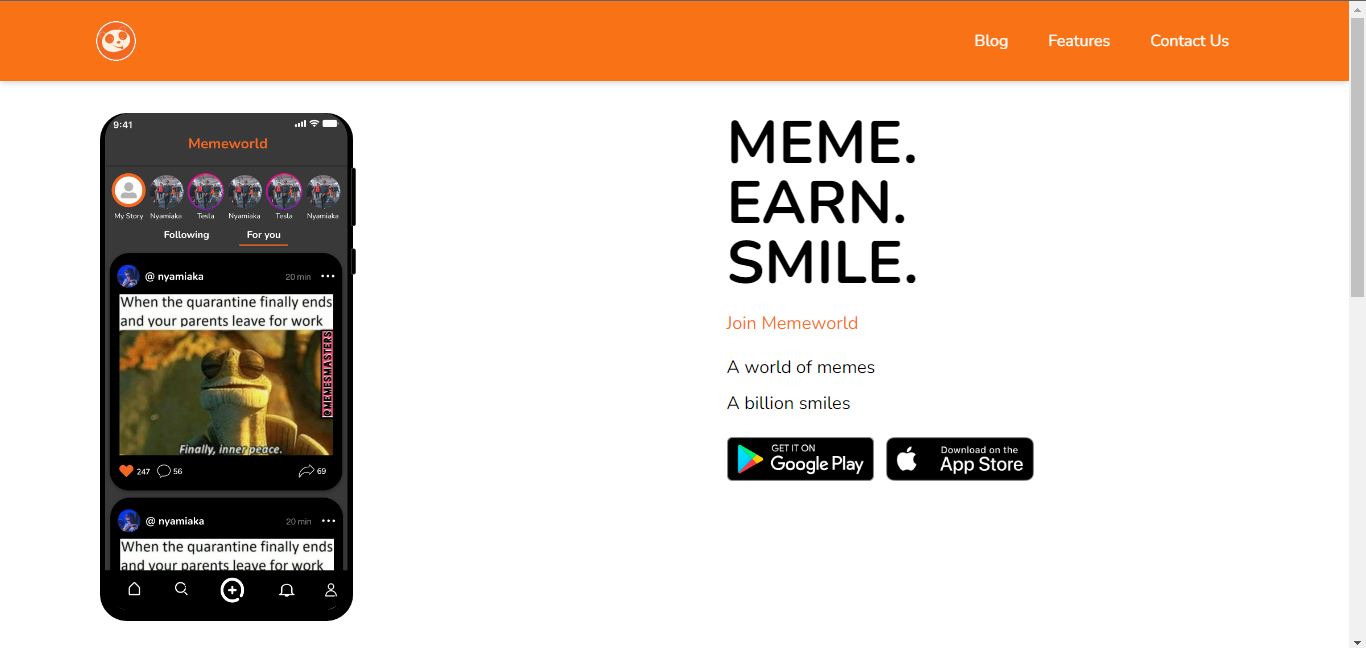 Blog Features Contact Us
9:41
Memeworld
My Story Nyamiaka Tesla Nyamiaka Tesla Nyamiaka
Following For you
@ nyamiaka 20 min
When the quarantine finally ends
and your parents leave for work
@MEMESMASTERS
Finally, inner peace.
247 56 69
@ nyamiaka 20 min
When the quarantine finally ends
and your parents leave for work
MEME.
EARN.
SMILE.
Join Memeworld
A world of memes
A billion smiles
GET IT ON
Google Play
Download on the
App Store